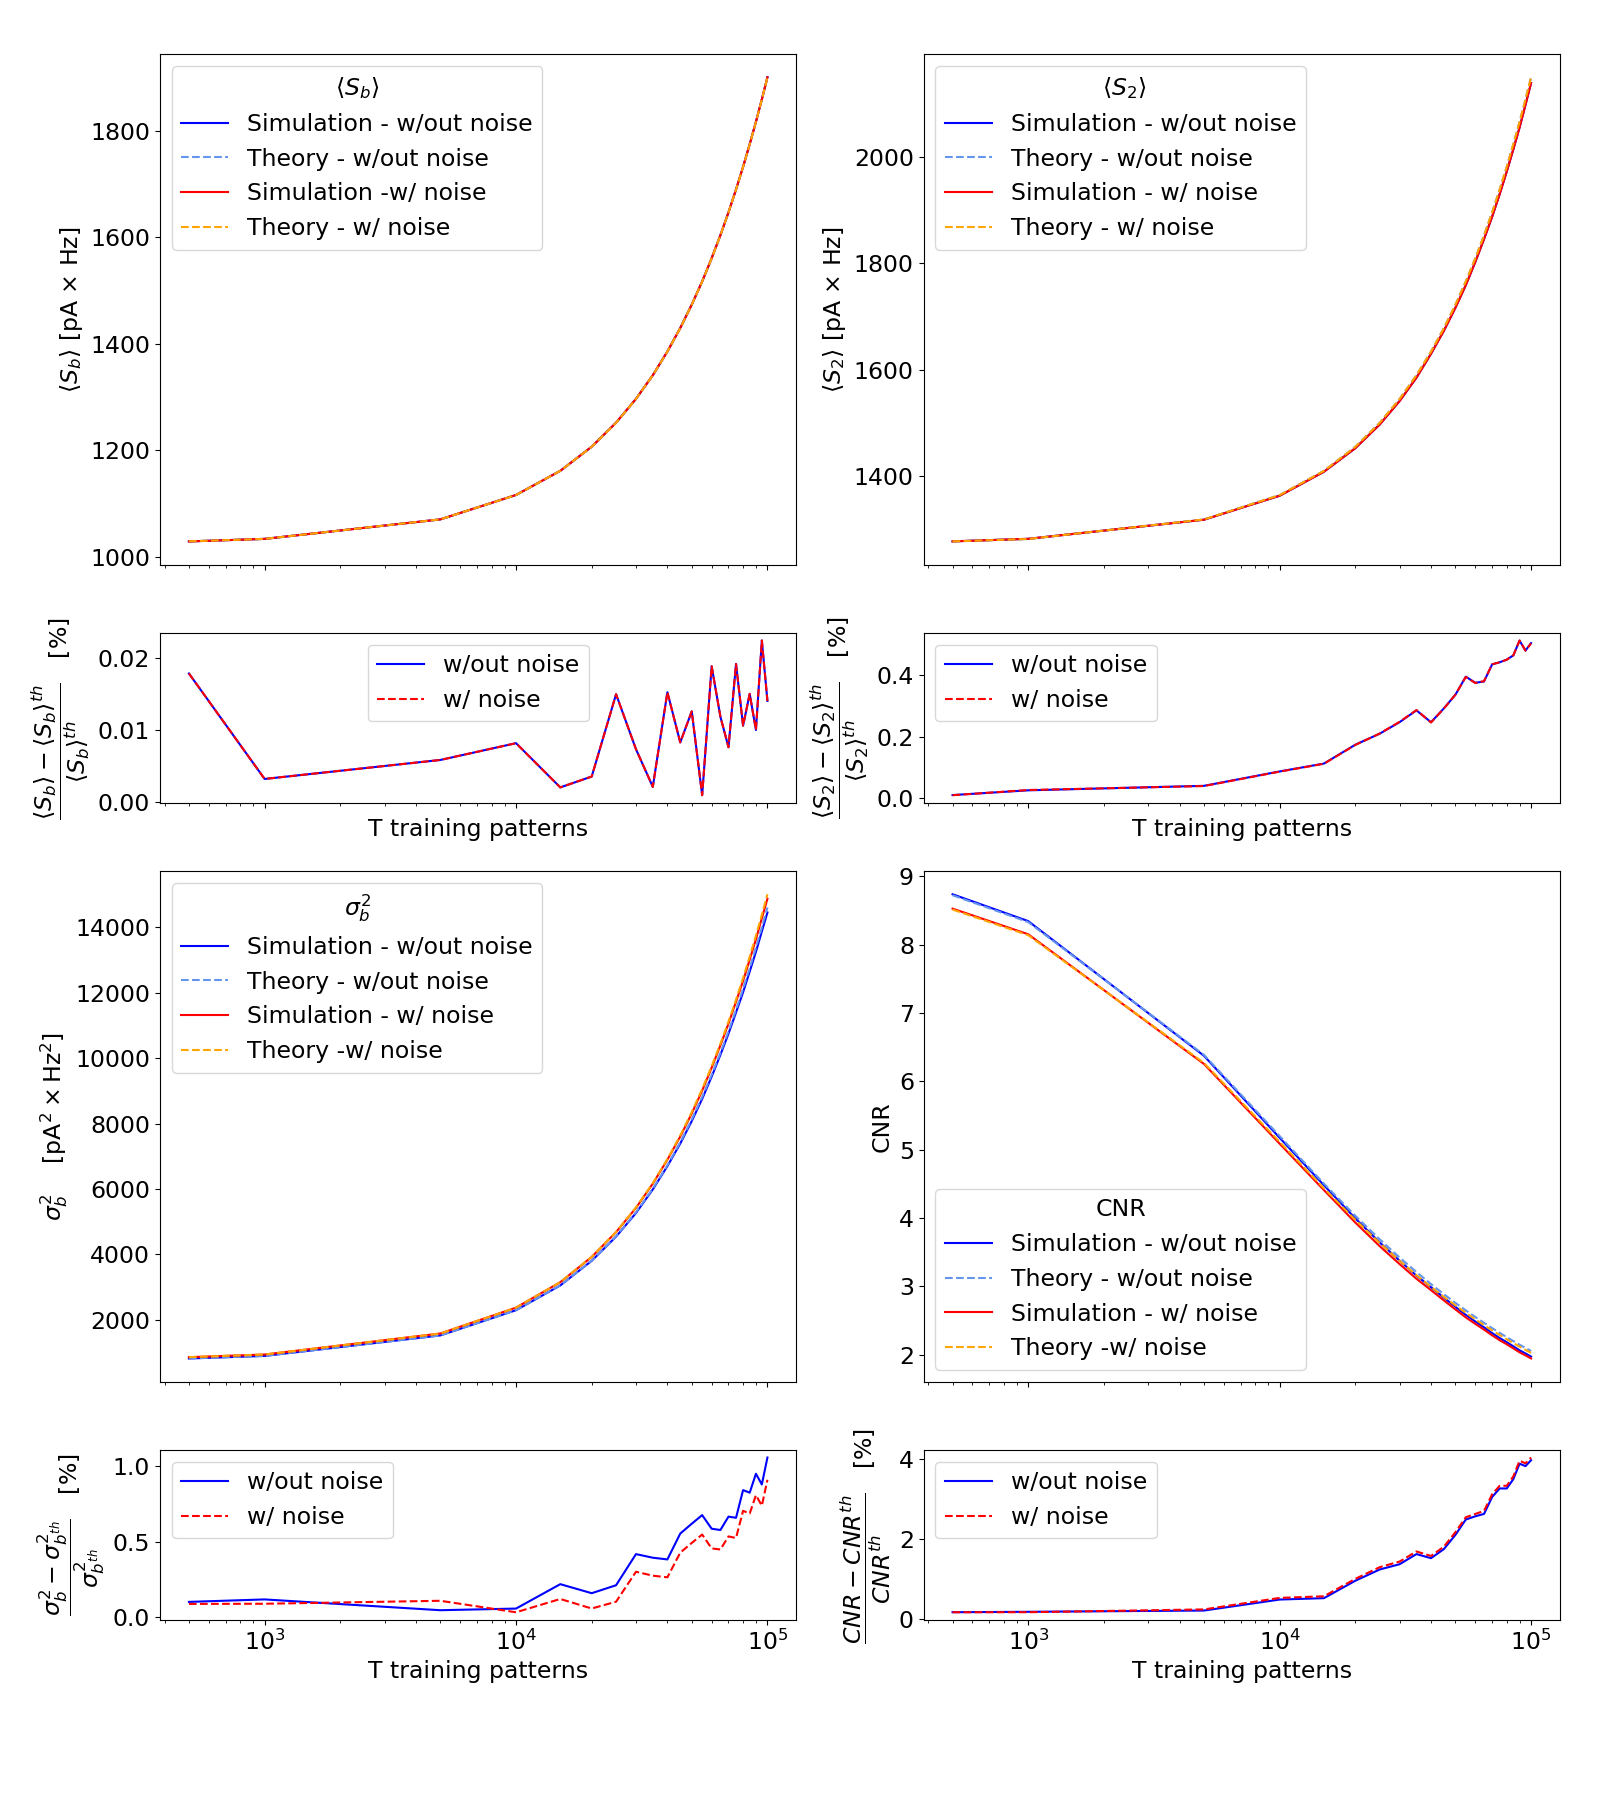 ⟨S_b⟩
Simulation - w/out noise
Theory - w/out noise
Simulation -w/ noise
Theory - w/ noise
⟨S_b⟩ [pA × Hz]
1800
1600
1400
1200
1000
⟨S_2⟩
Simulation - w/out noise
Theory - w/out noise
Simulation - w/ noise
Theory - w/ noise
⟨S_2⟩ [pA × Hz]
2000
1800
1600
1400
w/out noise
w/ noise
(⟨S_b⟩ − ⟨S_b⟩^th)/⟨S_b⟩^th [%]
0.02
0.01
0.00
T training patterns
w/out noise
w/ noise
(⟨S_2⟩ − ⟨S_2⟩^th)/⟨S_2⟩^th [%]
0.4
0.2
0.0
T training patterns
σ_b^2
Simulation - w/out noise
Theory - w/out noise
Simulation - w/ noise
Theory -w/ noise
σ_b^2 [pA^2 × Hz^2]
14000
12000
10000
8000
6000
4000
2000
CNR
9
8
7
6
5
4
3
2
CNR
Simulation - w/out noise
Theory - w/out noise
Simulation - w/ noise
Theory -w/ noise
w/out noise
w/ noise
(σ_b^2 − σ_b^th^2)/σ_b^th^2 [%]
1.0
0.5
0.0
10^3 10^4 10^5
T training patterns
w/out noise
w/ noise
(CNR − CNR^th)/CNR^th [%]
4
2
0
10^3 10^4 10^5
T training patterns